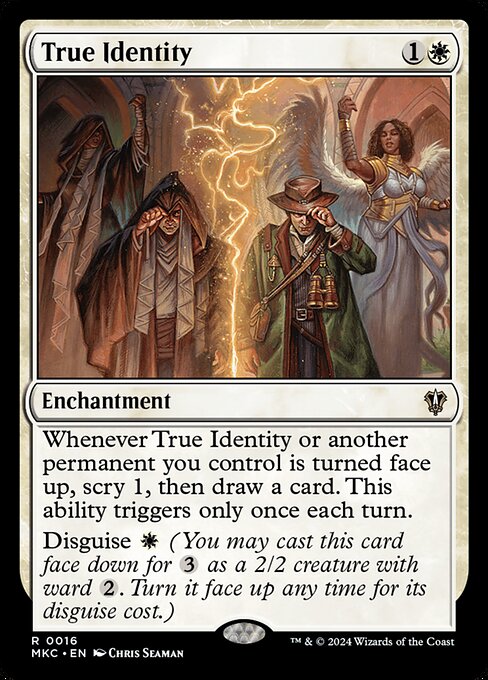 True Identity 1
Enchantment
Whenever True Identity or another
permanent you control is turned face
up, scry 1, then draw a card. This
ability triggers only once each turn.
Disguise (You may cast this card
face down for 3 as a 2/2 creature with
ward 2. Turn it face up any time for its
disguise cost.)
R 0016
MKC • EN Chris Seaman
™ & © 2024 Wizards of the Coast